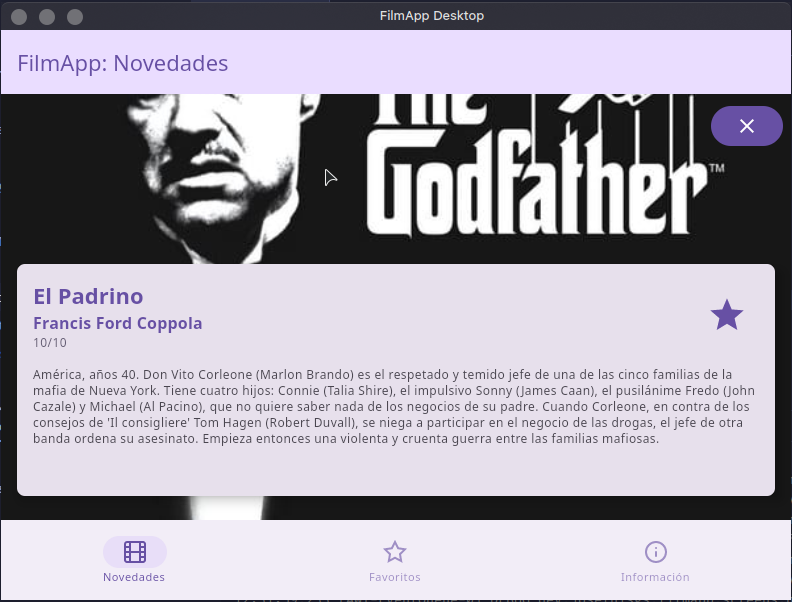 FilmApp Desktop
FilmApp: Novedades
The
Godfather™
El Padrino
Francis Ford Coppola
10/10
América, años 40. Don Vito Corleone (Marlon Brando) es el respetado y temido jefe de una de las cinco familias de la
mafia de Nueva York. Tiene cuatro hijos: Connie (Talia Shire), el impulsivo Sonny (James Caan), el pusilánime Fredo (John
Cazale) y Michael (Al Pacino), que no quiere saber nada de los negocios de su padre. Cuando Corleone, en contra de los
consejos de 'Il consigliere' Tom Hagen (Robert Duvall), se niega a participar en el negocio de las drogas, el jefe de otra
banda ordena su asesinato. Empieza entonces una violenta y cruenta guerra entre las familias mafiosas.
Novedades
Favoritos
Información